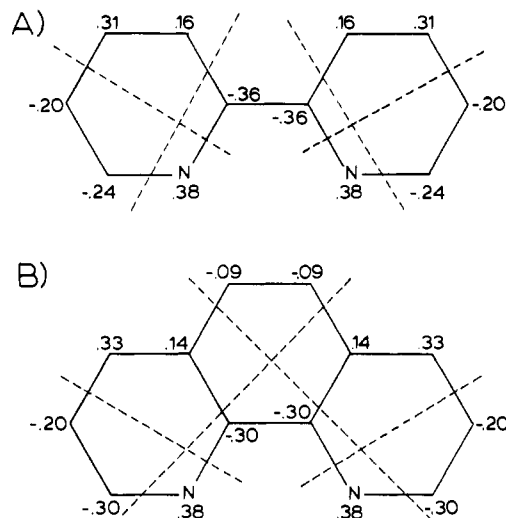 A)
.31 .16 .16 .31
-.20 -.36 -.36 -.20
N N
-.24 .38 .38 -.24
B)
-.09 -.09
.33 .14 .14 .33
-.20 -.30 -.30 -.20
N N
-.30 .38 .38 -.30